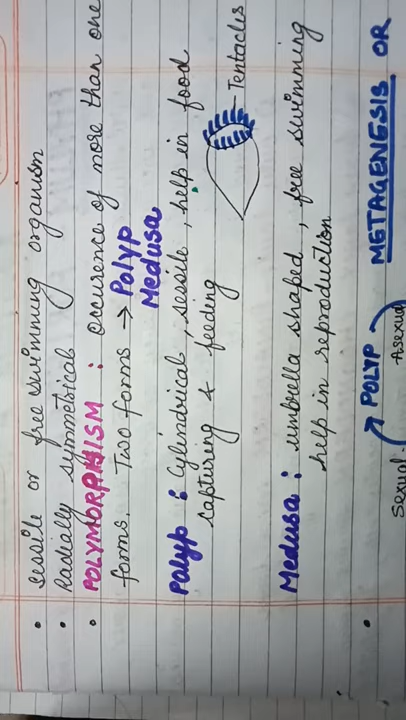 • sessile or free swimming organism
• Radially symmetrical
• POLYMORPHISM : occurence of more than one
forms. Two forms → Polyp
Medusa
Polyp : Cylindrical, sessile, help in food
captureng & feeding
Tentacles
Medusa : umbrella shaped, free swimming
help in reproduction
• METAGENESIS OR
POLYP
Sexual
Asexual